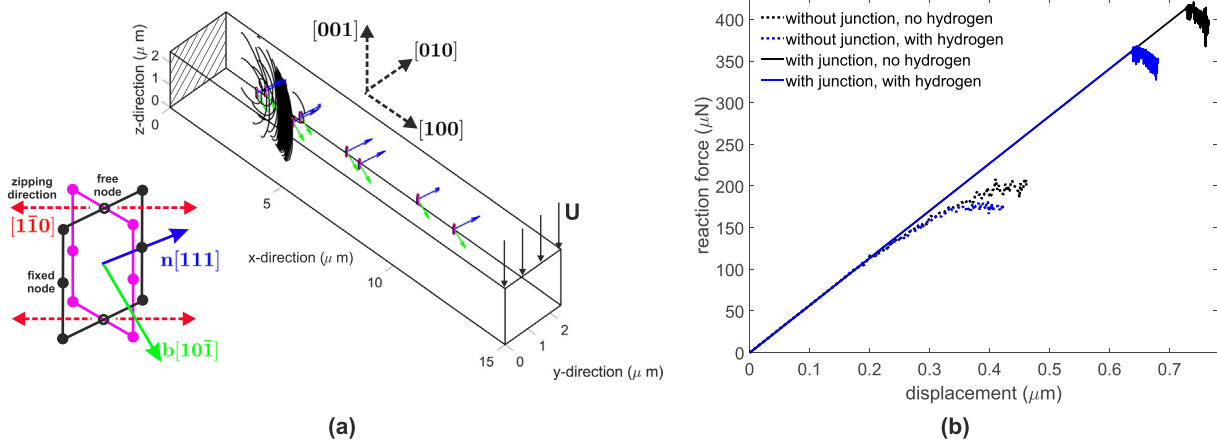 [001]
[010]
[100]
z-direction (μ m)
2
1
0
0
5
10
15
x-direction (μ m)
0
1
2
y-direction (μ m)
U
zipping
direction
free
node
[11̄0]
n[111]
fixed
node
b[101̄]
(a)
without junction, no hydrogen
without junction, with hydrogen
with junction, no hydrogen
with junction, with hydrogen
reaction force (μN)
400
350
300
250
200
150
100
50
0
0
0.1
0.2
0.3
0.4
0.5
0.6
0.7
displacement (μm)
(b)